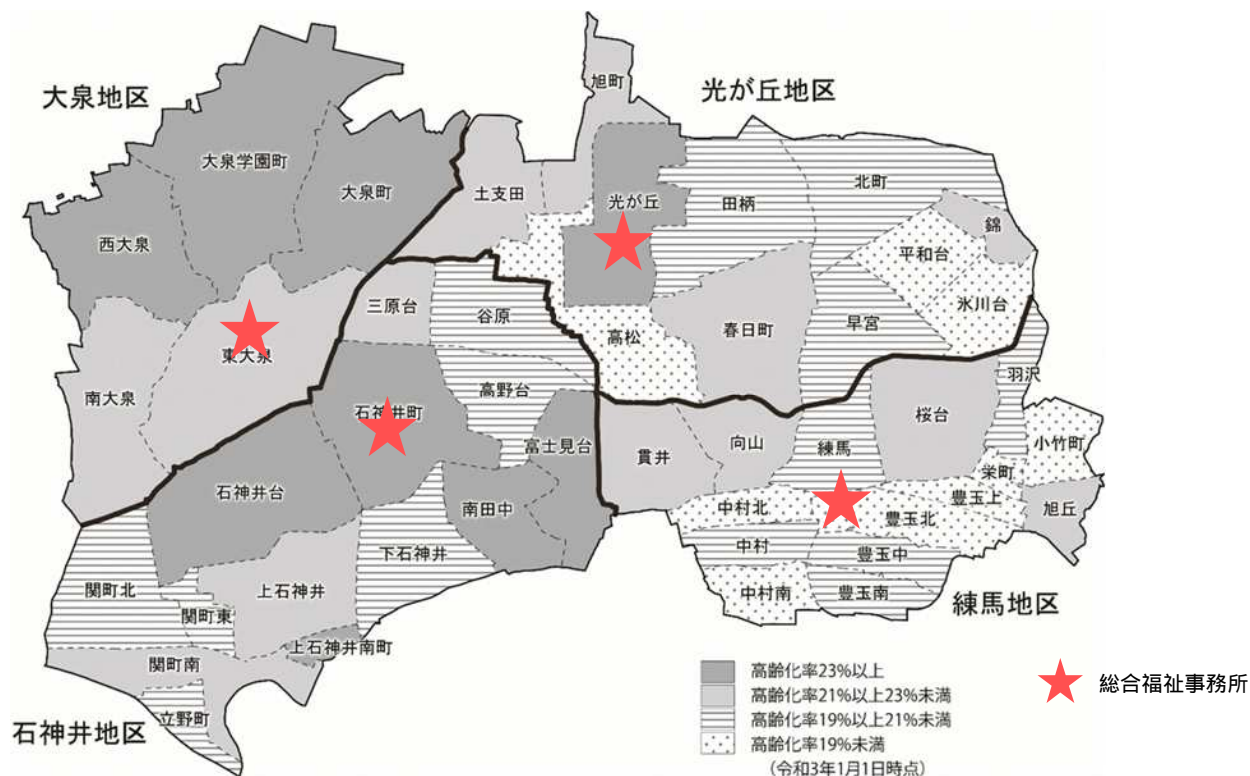 大泉地区
光が丘地区
旭町
大泉学園町
大泉町
土支田
光が丘
田柄
北町
西大泉
錦
平和台
氷川台
三原台
谷原
高松
春日町
早宮
東大泉
南大泉
高野台
羽沢
石神井町
桜台
富士見台
貫井
向山
練馬
小竹町
石神井台
南田中
栄町
豊玉上
中村北
豊玉北
旭丘
下石神井
中村
豊玉中
関町北
上石神井
中村南
豊玉南
練馬地区
関町東
上石神井南町
関町南
立野町
石神井地区
高齢化率23%以上
高齢化率21%以上23%未満
高齢化率19%以上21%未満
高齢化率19%未満
(令和3年1月1日時点)
総合福祉事務所